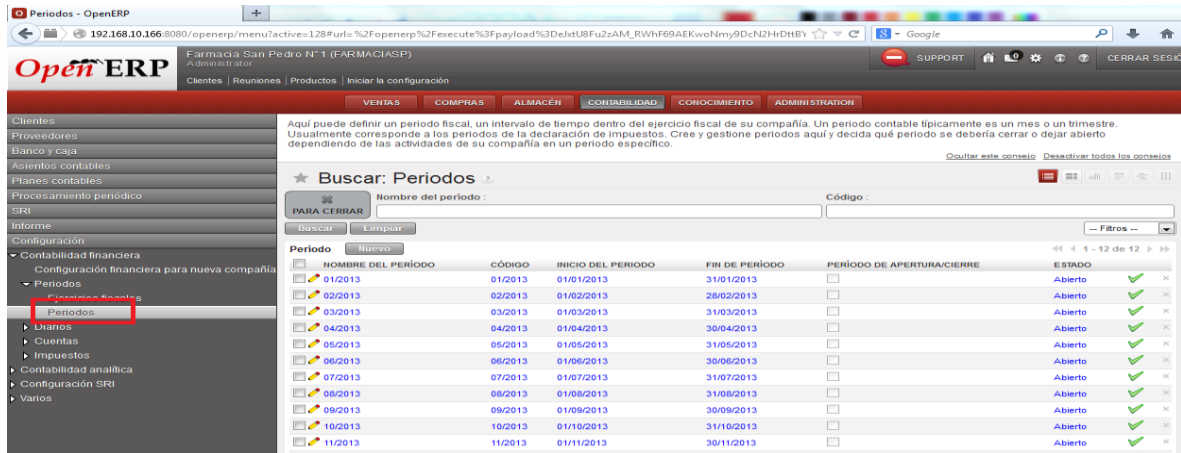 Periodos - OpenERP
192.168.10.166:8080/openerp/menu?active=128#url=%2Fopenerp%2Fexecute%3Fpayload%3DeJxtU8Fu2zAM_RWhF69AEKwoNmy9DcN2HrDttBY
Google
Open ERP
Farmacia San Pedro N°1 (FARMACIASP)
Administrator
SUPPORT
CERRAR SESIÓ
Clientes | Reuniones | Productos | Iniciar la configuración
VENTAS COMPRAS ALMACÉN CONTABILIDAD CONOCIMIENTO ADMINISTRATION
Clientes
Proveedores
Banco y caja
Asientos contables
Planes contables
Procesamiento periódico
SRI
Informe
Configuración
Contabilidad financiera
Configuración financiera para nueva compañía
Periodos
Ejercicios fiscales
Periodos
Diarios
Cuentas
Impuestos
Contabilidad analítica
Configuración SRI
Varios
Aquí puede definir un periodo fiscal, un intervalo de tiempo dentro del ejercicio fiscal de su compañía. Un periodo contable típicamente es un mes o un trimestre.
Usualmente corresponde a los periodos de la declaración de impuestos. Cree y gestione periodos aquí y decida qué periodo se debería cerrar o dejar abierto
dependiendo de las actividades de su compañía en un periodo específico.
Ocultar este consejo Desactivar todos los consejos
Buscar: Periodos ?
PARA CERRAR
Nombre del período :
Código :
Buscar Limpiar
-- Filtros --
Período Nuevo
1 - 12 de 12
NOMBRE DEL PERÍODO CÓDIGO INICIO DEL PERIODO FIN DE PERÍODO PERÍODO DE APERTURA/CIERRE ESTADO
01/2013 01/2013 01/01/2013 31/01/2013 Abierto
02/2013 02/2013 01/02/2013 28/02/2013 Abierto
03/2013 03/2013 01/03/2013 31/03/2013 Abierto
04/2013 04/2013 01/04/2013 30/04/2013 Abierto
05/2013 05/2013 01/05/2013 31/05/2013 Abierto
06/2013 06/2013 01/06/2013 30/06/2013 Abierto
07/2013 07/2013 01/07/2013 31/07/2013 Abierto
08/2013 08/2013 01/08/2013 31/08/2013 Abierto
09/2013 09/2013 01/09/2013 30/09/2013 Abierto
10/2013 10/2013 01/10/2013 31/10/2013 Abierto
11/2013 11/2013 01/11/2013 30/11/2013 Abierto